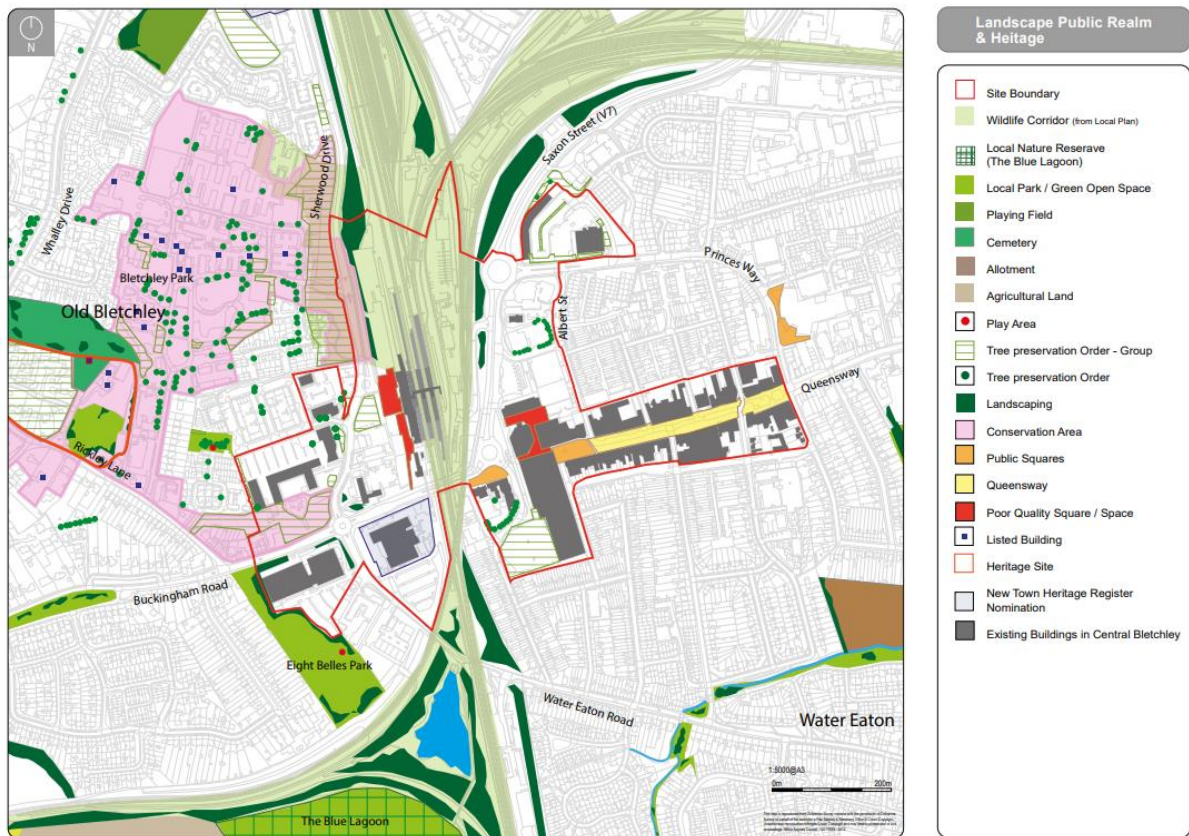 Landscape Public Realm
& Heitage
N
Site Boundary
Wildlife Corridor (from Local Plan)
Local Nature Reserave
(The Blue Lagoon)
Local Park / Green Open Space
Playing Field
Cemetery
Allotment
Agricultural Land
Play Area
Tree preservation Order - Group
Tree preservation Order
Landscaping
Conservation Area
Public Squares
Queensway
Poor Quality Square / Space
Listed Building
Heritage Site
New Town Heritage Register
Nomination
Existing Buildings in Central Bletchley
Saxon Street (V7)
Sherwood Drive
Whalley Drive
Princes Way
Bletchley Park
Old Bletchley
Albert St
Queensway
Rickley Lane
Buckingham Road
Eight Belles Park
Water Eaton Road
Water Eaton
1:5000@A3
0m
200m
The Blue Lagoon